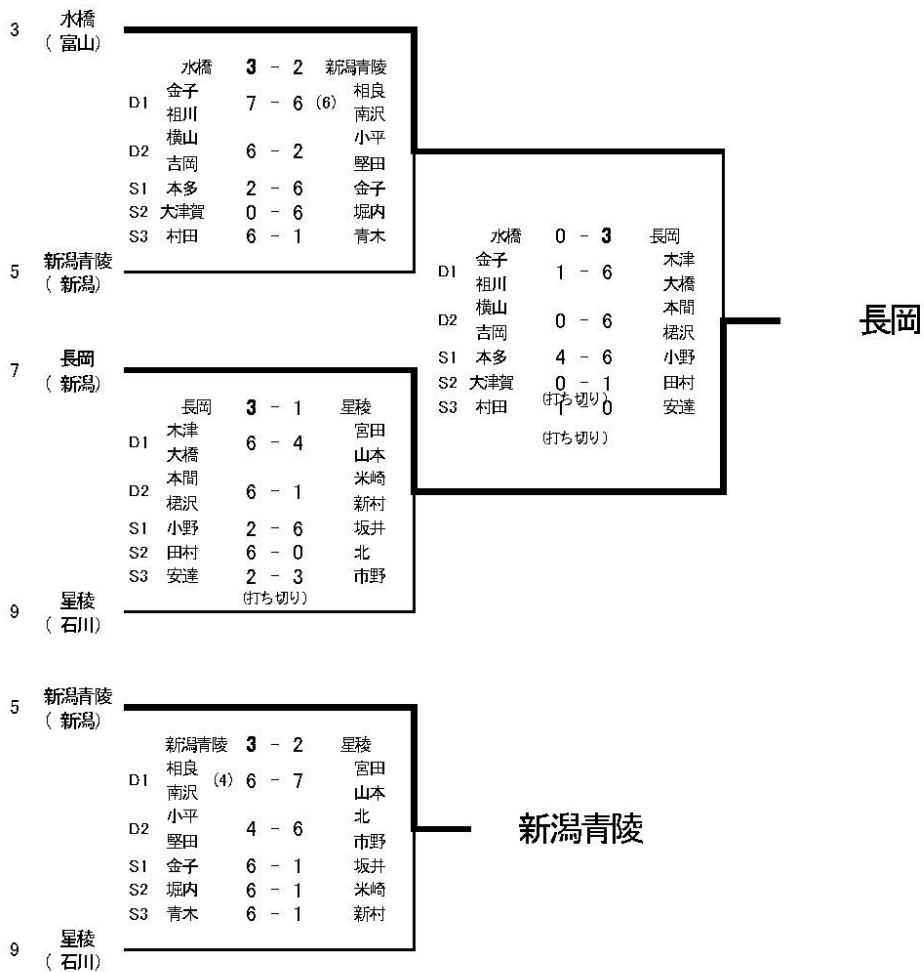 3 水橋
( 富山)
水橋 3 - 2 新潟青陵
D1 金子 祖川 7 - 6 (6) 相良 南沢
D2 横山 吉岡 6 - 2 小平 堅田
S1 本多 2 - 6 金子
S2 大津賀 0 - 6 堀内
S3 村田 6 - 1 青木
5 新潟青陵
( 新潟)
7 長岡
( 新潟)
長岡 3 - 1 星稜
D1 木津 大橋 6 - 4 宮田 山本
D2 本間 桾沢 6 - 1 米崎 新村
S1 小野 2 - 6 坂井
S2 田村 6 - 0 北
S3 安達 2 - 3 市野
(打ち切り)
9 星稜
( 石川)
水橋 0 - 3 長岡
D1 金子 祖川 1 - 6 木津 大橋
D2 横山 吉岡 0 - 6 本間 桾沢
S1 本多 4 - 6 小野
S2 大津賀 0 - 1 田村
(打ち切り)
S3 村田 1 - 0 安達
(打ち切り)
長岡
5 新潟青陵
( 新潟)
新潟青陵 3 - 2 星稜
D1 相良 南沢 (4) 6 - 7 宮田 山本
D2 小平 堅田 4 - 6 北 市野
S1 金子 6 - 1 坂井
S2 堀内 6 - 1 米崎
S3 青木 6 - 1 新村
9 星稜
( 石川)
新潟青陵